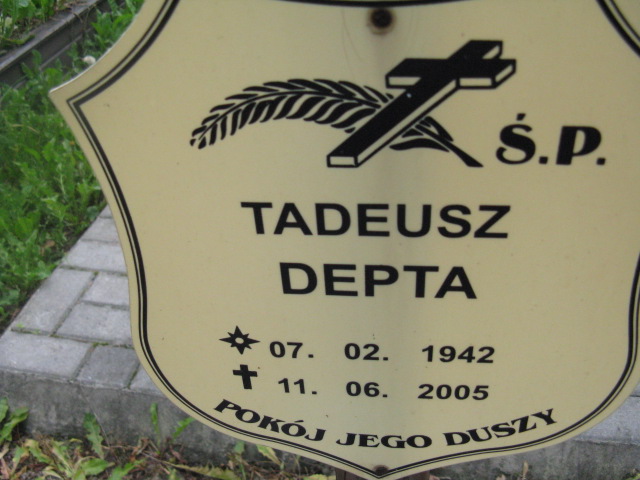 Ś.P.
TADEUSZ
DEPTA
07. 02. 1942
11. 06. 2005
POKÓJ JEGO DUSZY